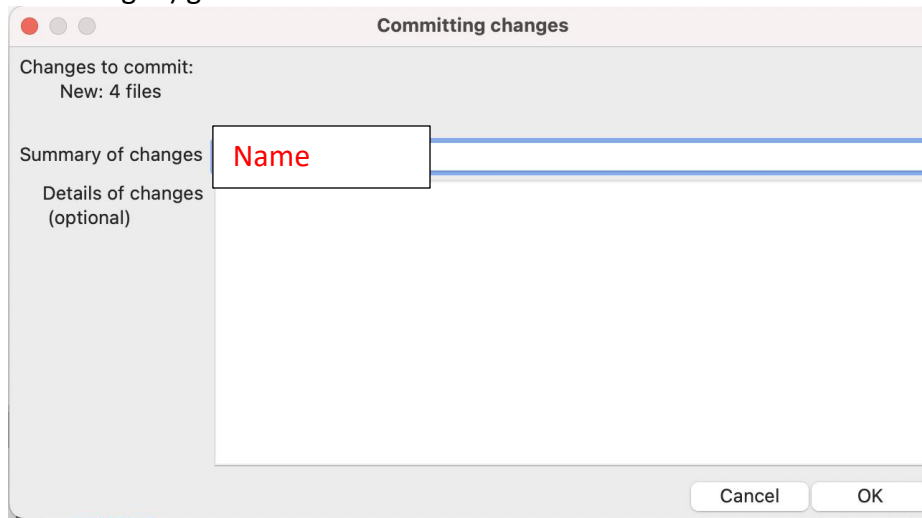 Committing changes
Changes to commit:
New: 4 files
Summary of changes
Name
Details of changes
(optional)
Cancel
OK